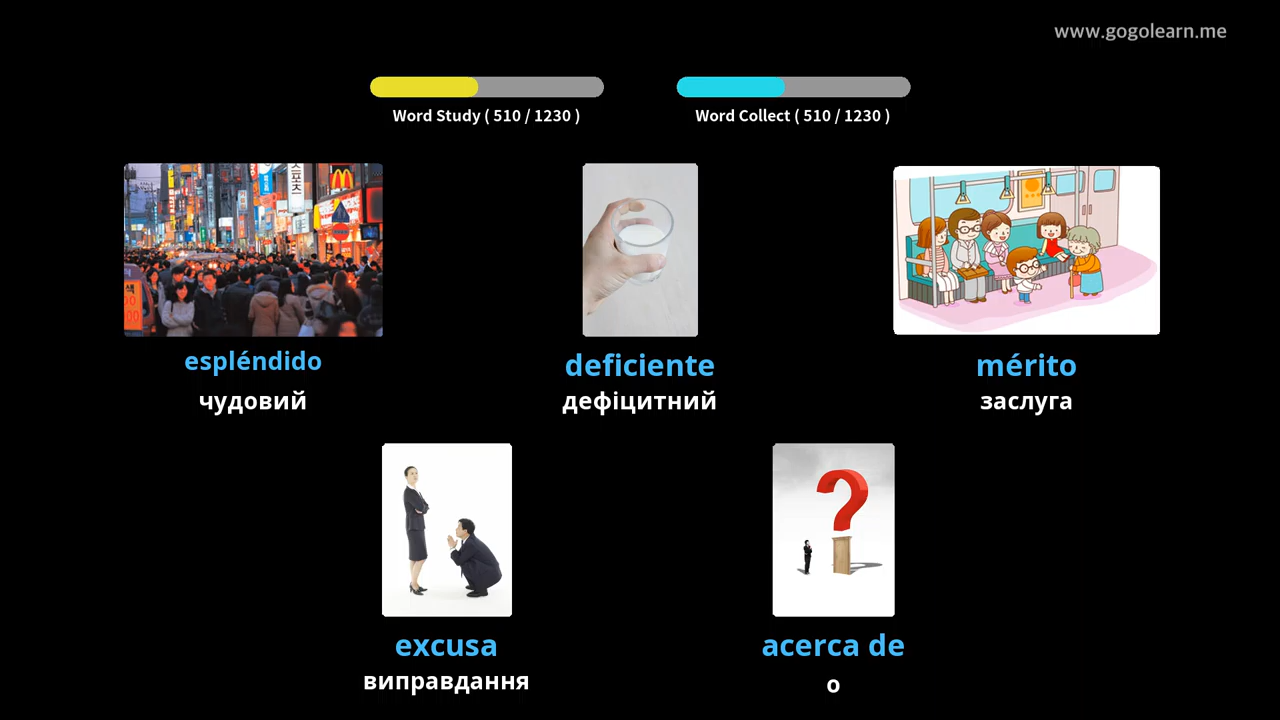 www.gogolearn.me
Word Study ( 510 / 1230 )
Word Collect ( 510 / 1230 )
espléndido
чудовий
deficiente
дефіцитний
mérito
заслуга
excusa
виправдання
acerca de
о